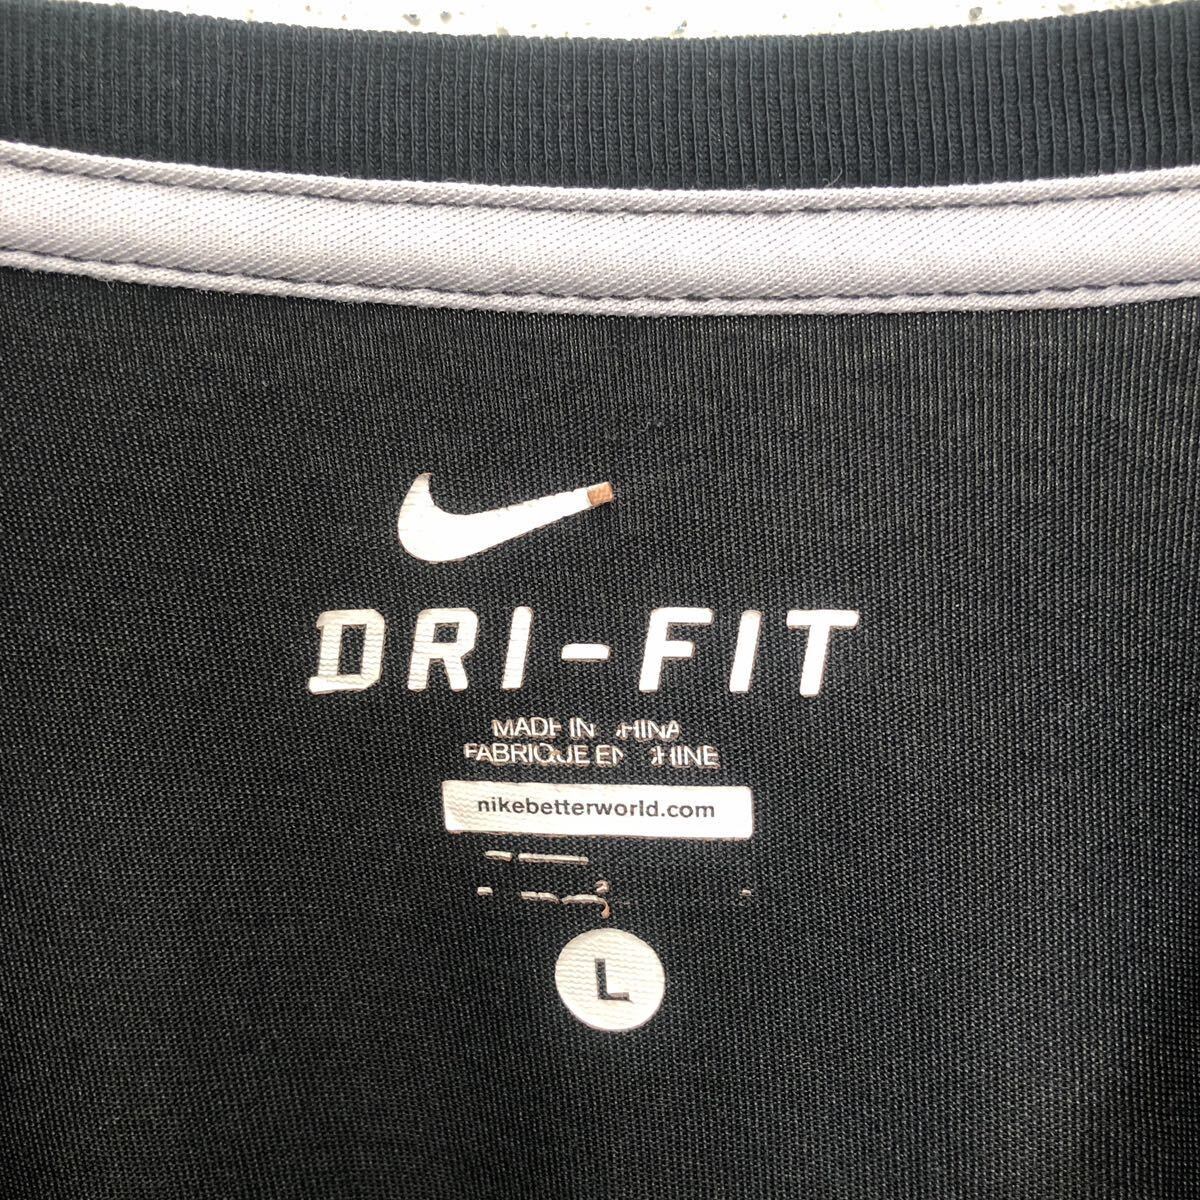 DRI-FIT
MADE IN CHINA
FABRIQUE EN CHINE
nikebetterworld.com
L